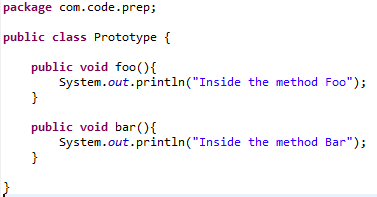 package com.code.prep;
public class Prototype {
public void foo(){
System.out.println("Inside the method Foo");
}
public void bar(){
System.out.println("Inside the method Bar");
}
}